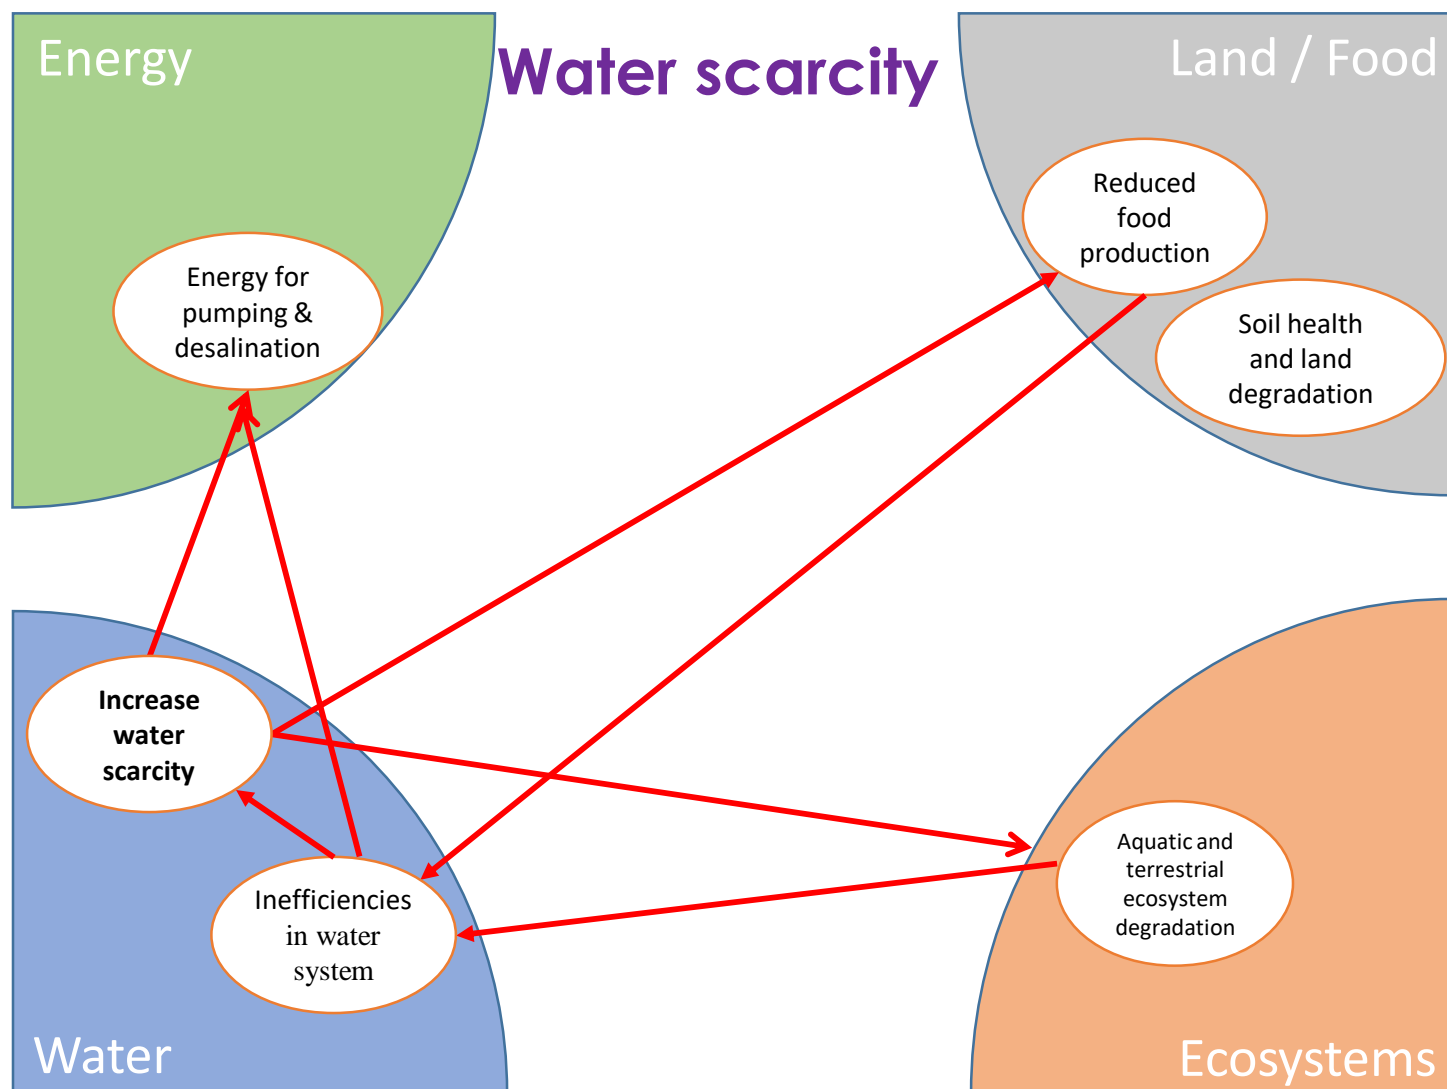 Energy
Water scarcity
Land / Food
Reduced
food
production
Energy for
pumping &
desalination
Soil health
and land
degradation
Increase
water
scarcity
Aquatic and
terrestrial
ecosystem
degradation
Inefficiencies
in water
system
Water
Ecosystems